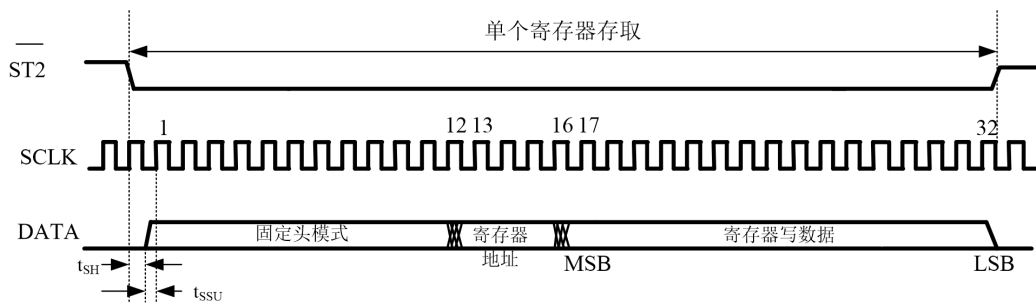 单个寄存器存取
ST2
1 12 13 16 17 32
SCLK
DATA 固定头模式 寄存器 寄存器写数据
地址 MSB LSB
tSH
tSSU